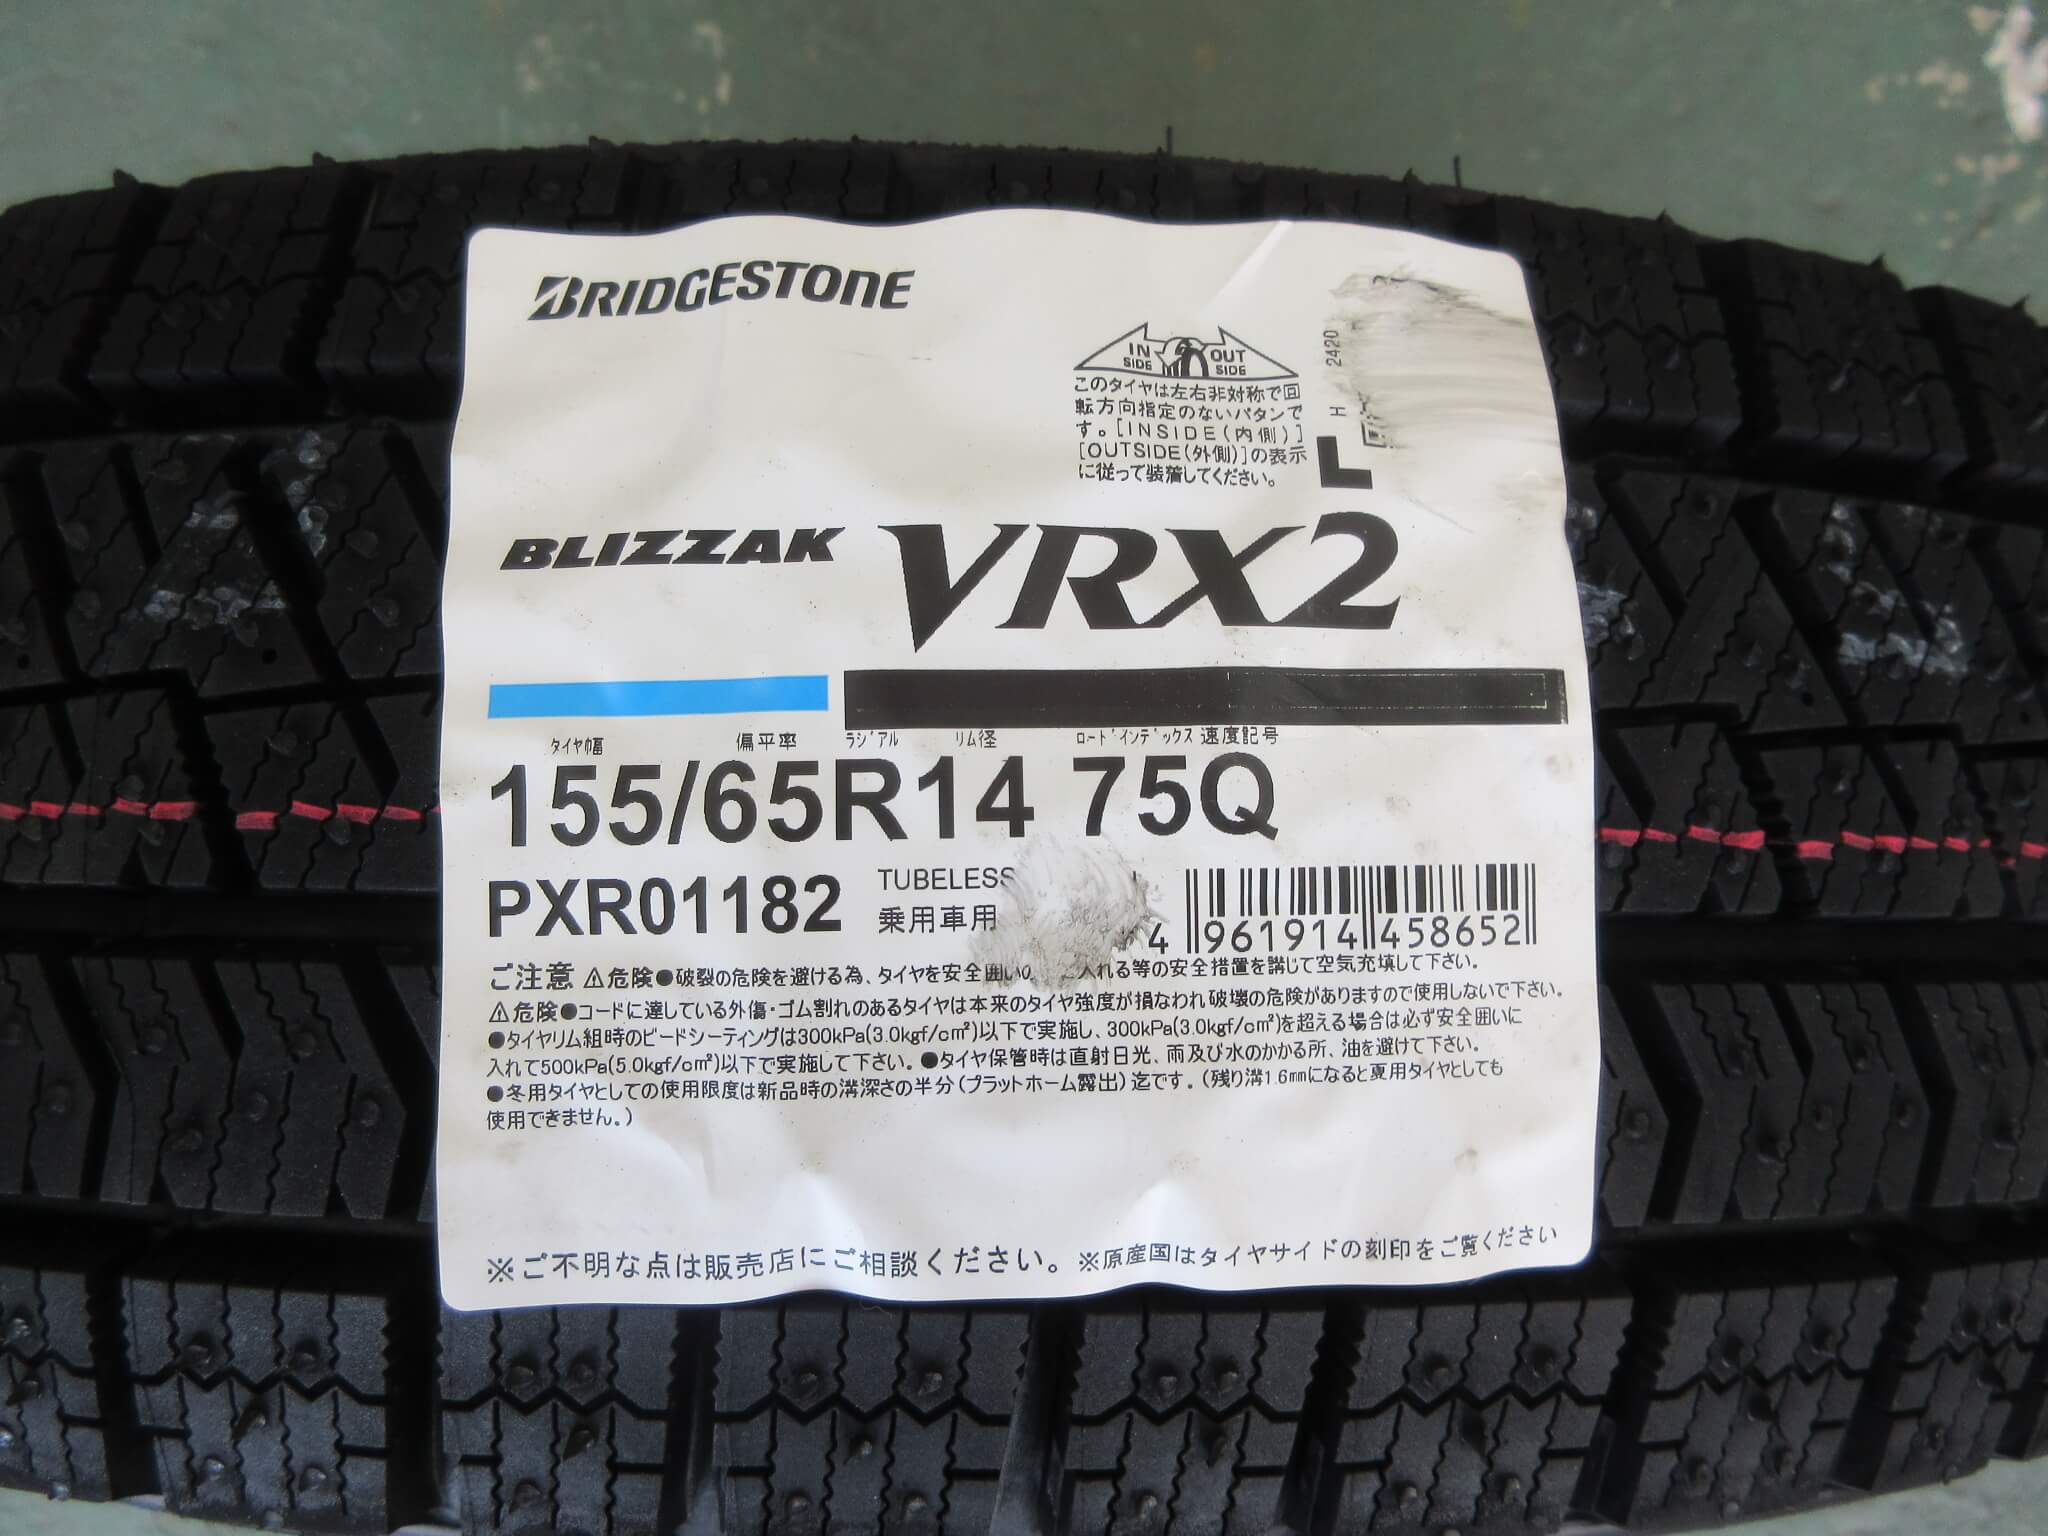 BRIDGESTONE
IN SIDE OUT SIDE
このタイヤは左右非対称で回
転方向指定のないパタンで
す。[INSIDE(内側)]
[OUTSIDE(外側)]の表示
に従って装着してください。
2420
H
L
BLIZZAK VRX2
タイヤ幅 偏平率 ラジアル リム径 ロードインデックス 速度記号
155/65R14 75Q
PXR01182
TUBELESS
乗用車用
4 961914 458652
ご注意 ⚠危険●破裂の危険を避ける為、タイヤを安全囲いの 入れる等の安全措置を講じて空気充填して下さい。
⚠危険●コードに達している外傷・ゴム割れのあるタイヤは本来のタイヤ強度が損なわれ破壊の危険がありますので使用しないで下さい。
●タイヤリム組時のビードシーティングは300kPa(3.0kgf/c㎡)以下で実施し、300kPa(3.0kgf/c㎡)を超える場合は必ず安全囲いに
入れて500kPa(5.0kgf/c㎡)以下で実施して下さい。●タイヤ保管時は直射日光、雨及び水のかかる所、油を避けて下さい。
●冬用タイヤとしての使用限度は新品時の溝深さの半分(プラットホーム露出)迄です。(残り溝1.6mmになると夏用タイヤとしても
使用できません。)
※ご不明な点は販売店にご相談ください。※原産国はタイヤサイドの刻印をご覧ください